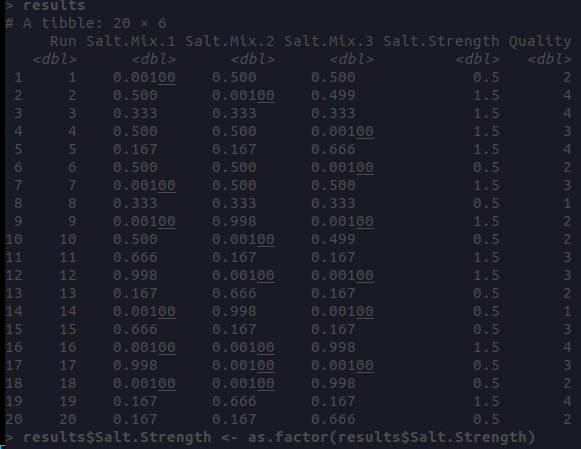 > results
# A tibble: 20 × 6
Run Salt.Mix.1 Salt.Mix.2 Salt.Mix.3 Salt.Strength Quality
<dbl> <dbl> <dbl> <dbl> <dbl> <dbl>
1 1 0.00100 0.500 0.500 0.5 2
2 2 0.500 0.00100 0.499 1.5 4
3 3 0.333 0.333 0.333 1.5 4
4 4 0.500 0.500 0.00100 1.5 3
5 5 0.167 0.167 0.666 1.5 4
6 6 0.500 0.500 0.00100 0.5 2
7 7 0.00100 0.500 0.500 1.5 3
8 8 0.333 0.333 0.333 0.5 1
9 9 0.00100 0.998 0.00100 1.5 2
10 10 0.500 0.00100 0.499 0.5 2
11 11 0.666 0.167 0.167 1.5 3
12 12 0.998 0.00100 0.00100 1.5 3
13 13 0.167 0.666 0.167 0.5 2
14 14 0.00100 0.998 0.00100 0.5 1
15 15 0.666 0.167 0.167 0.5 3
16 16 0.00100 0.00100 0.998 1.5 4
17 17 0.998 0.00100 0.00100 0.5 3
18 18 0.00100 0.00100 0.998 0.5 2
19 19 0.167 0.666 0.167 1.5 4
20 20 0.167 0.167 0.666 0.5 2
> results$Salt.Strength <- as.factor(results$Salt.Strength)